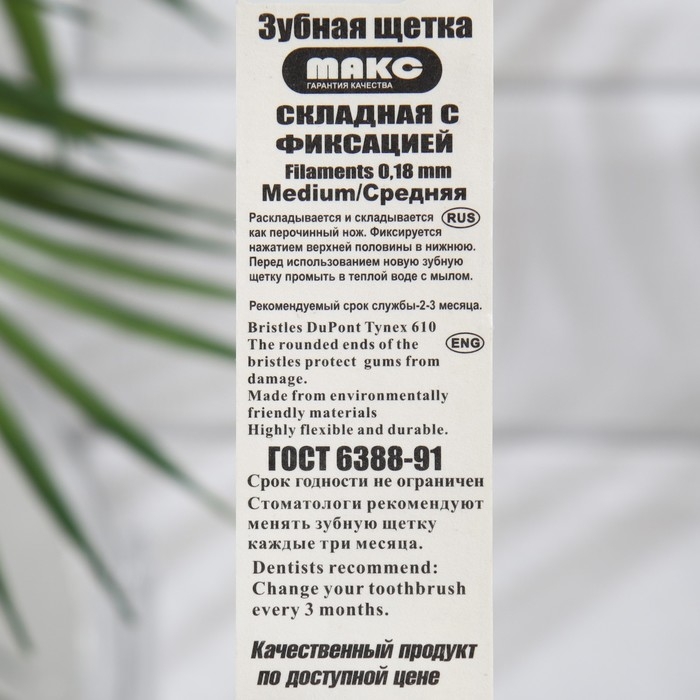 Зубная щетка
МАКС
ГАРАНТИЯ КАЧЕСТВА
СКЛАДНАЯ С
ФИКСАЦИЕЙ
Filaments 0,18 mm
Medium/Средняя
Раскладывается и складывается RUS
как перочинный нож. Фиксируется
нажатием верхней половины в нижнюю.
Перед использованием новую зубную
щетку промыть в теплой воде с мылом.
Рекомендуемый срок службы-2-3 месяца.
Bristles DuPont Tynex 610
The rounded ends of the ENG
bristles protect gums from
damage.
Made from environmentally
friendly materials
Highly flexible and durable.
ГОСТ 6388-91
Срок годности не ограничен
Стоматологи рекомендуют
менять зубную щетку
каждые три месяца.
Dentists recommend:
Change your toothbrush
every 3 months.
Качественный продукт
по доступной цене